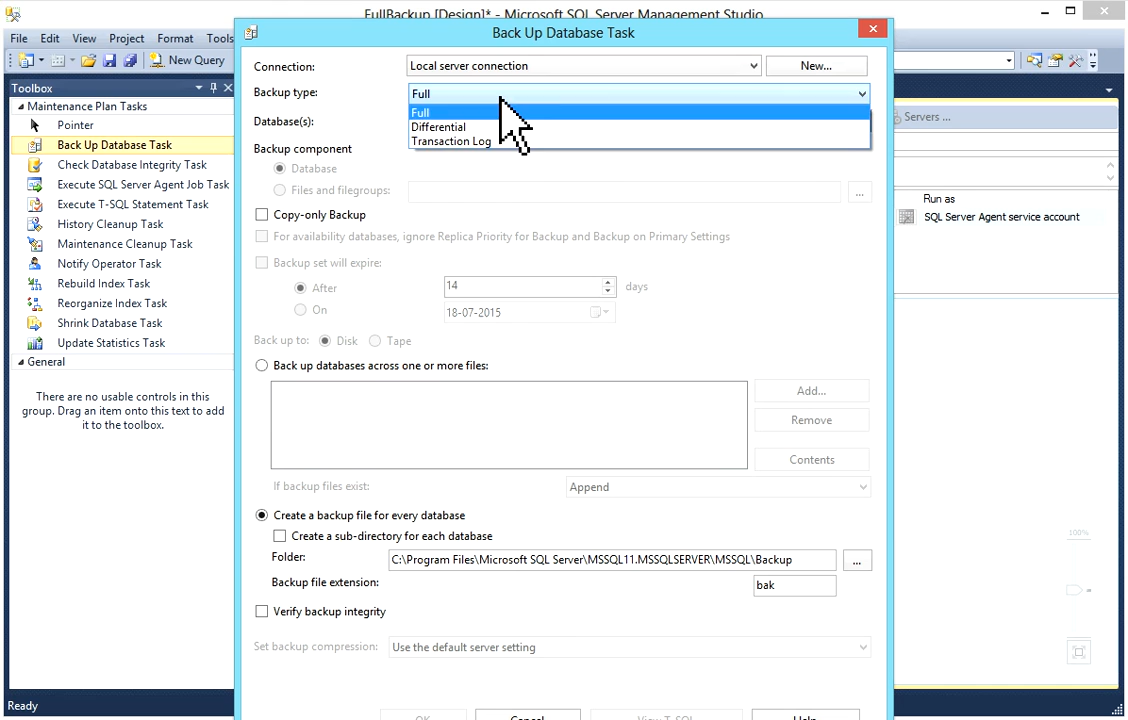 FullBackup [Design]* - Microsoft SQL Server Management Studio
File Edit View Project Format Tools
New Query
Back Up Database Task
Toolbox
Maintenance Plan Tasks
Pointer
Back Up Database Task
Check Database Integrity Task
Execute SQL Server Agent Job Task
Execute T-SQL Statement Task
History Cleanup Task
Maintenance Cleanup Task
Notify Operator Task
Rebuild Index Task
Reorganize Index Task
Shrink Database Task
Update Statistics Task
General
There are no usable controls in this
group. Drag an item onto this text to add
it to the toolbox.
Connection: Local server connection New...
Backup type: Full
Full
Differential
Transaction Log
Database(s):
Backup component
Database
Files and filegroups: ...
Copy-only Backup
For availability databases, ignore Replica Priority for Backup and Backup on Primary Settings
Backup set will expire:
After 14 days
On 18-07-2015
Back up to: Disk Tape
Back up databases across one or more files:
Add...
Remove
Contents
If backup files exist: Append
Create a backup file for every database
Create a sub-directory for each database
Folder: C:\Program Files\Microsoft SQL Server\MSSQL11.MSSQLSERVER\MSSQL\Backup ...
Backup file extension: bak
Verify backup integrity
Set backup compression: Use the default server setting
OK Cancel View T-SQL Help
Servers ...
Run as
SQL Server Agent service account
100%
Ready